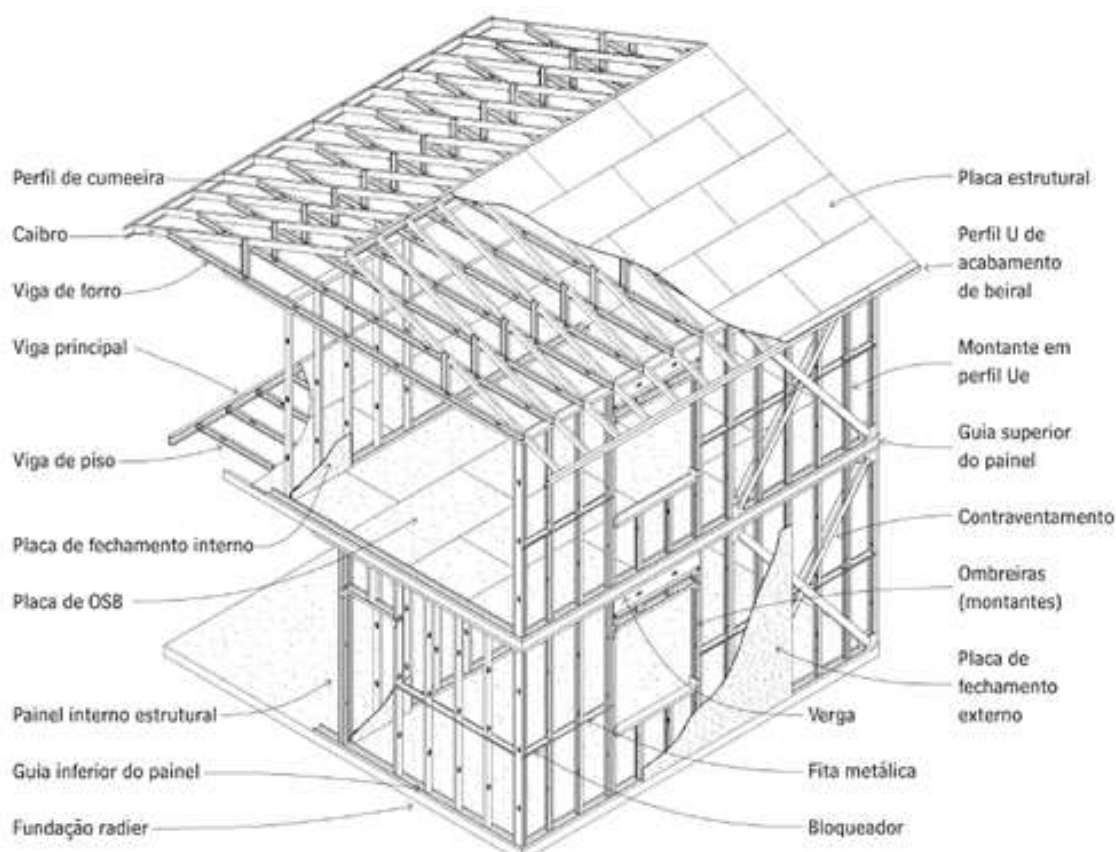 Perfil de cumeeira
Caibro
Viga de forro
Viga principal
Viga de piso
Placa de fechamento interno
Placa de OSB
Painel interno estrutural
Guia inferior do painel
Fundação radier
Placa estrutural
Perfil U de
acabamento
de beiral
Montante em
perfil Ue
Guia superior
do painel
Contraventamento
Ombreiras
(montantes)
Placa de
fechamento
externo
Verga
Fita metálica
Bloqueador